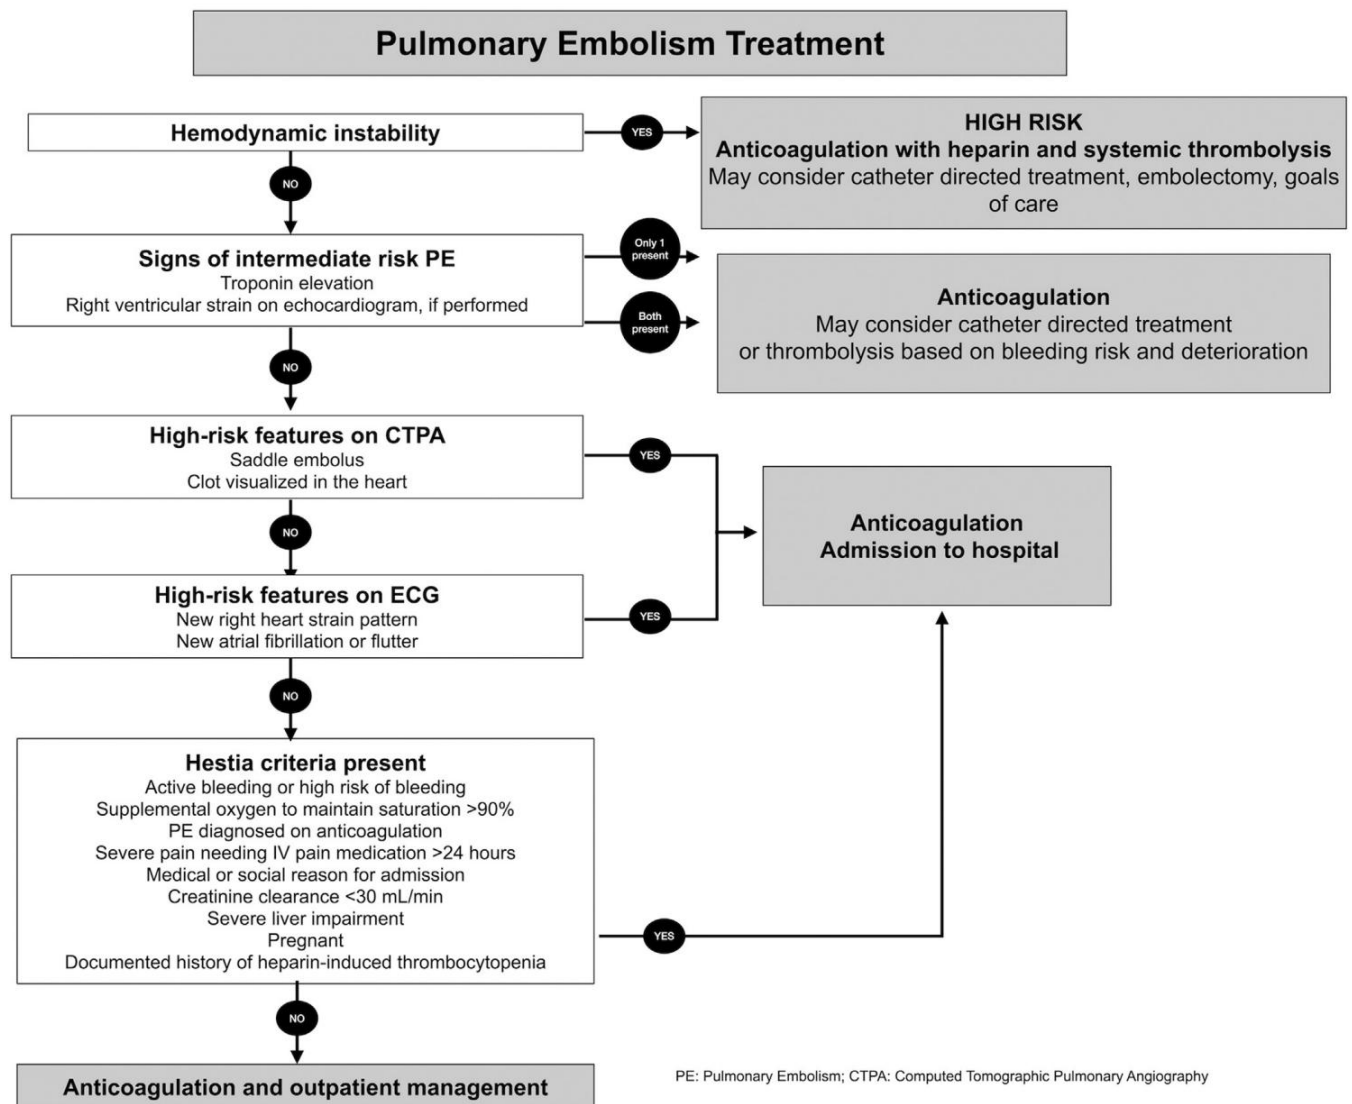 Pulmonary Embolism Treatment
Hemodynamic instability
YES
HIGH RISK
Anticoagulation with heparin and systemic thrombolysis
May consider catheter directed treatment, embolectomy, goals
of care
NO
Signs of intermediate risk PE
Troponin elevation
Right ventricular strain on echocardiogram, if performed
Only 1
present
Both
present
Anticoagulation
May consider catheter directed treatment
or thrombolysis based on bleeding risk and deterioration
NO
High-risk features on CTPA
Saddle embolus
Clot visualized in the heart
YES
NO
High-risk features on ECG
New right heart strain pattern
New atrial fibrillation or flutter
YES
Anticoagulation
Admission to hospital
NO
Hestia criteria present
Active bleeding or high risk of bleeding
Supplemental oxygen to maintain saturation >90%
PE diagnosed on anticoagulation
Severe pain needing IV pain medication >24 hours
Medical or social reason for admission
Creatinine clearance <30 mL/min
Severe liver impairment
Pregnant
Documented history of heparin-induced thrombocytopenia
YES
NO
Anticoagulation and outpatient management
PE: Pulmonary Embolism; CTPA: Computed Tomographic Pulmonary Angiography